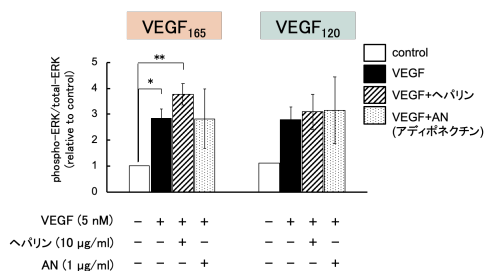 VEGF165
VEGF120
phospho-ERK/total-ERK
(relative to control)
5
4
3
2
1
0
*
**
control
VEGF
VEGF+ヘパリン
VEGF+AN
(アディポネクチン)
VEGF (5 nM) − + + + − + + +
ヘパリン (10 µg/ml) − − + − − − + −
AN (1 µg/ml) − − − + − − − +